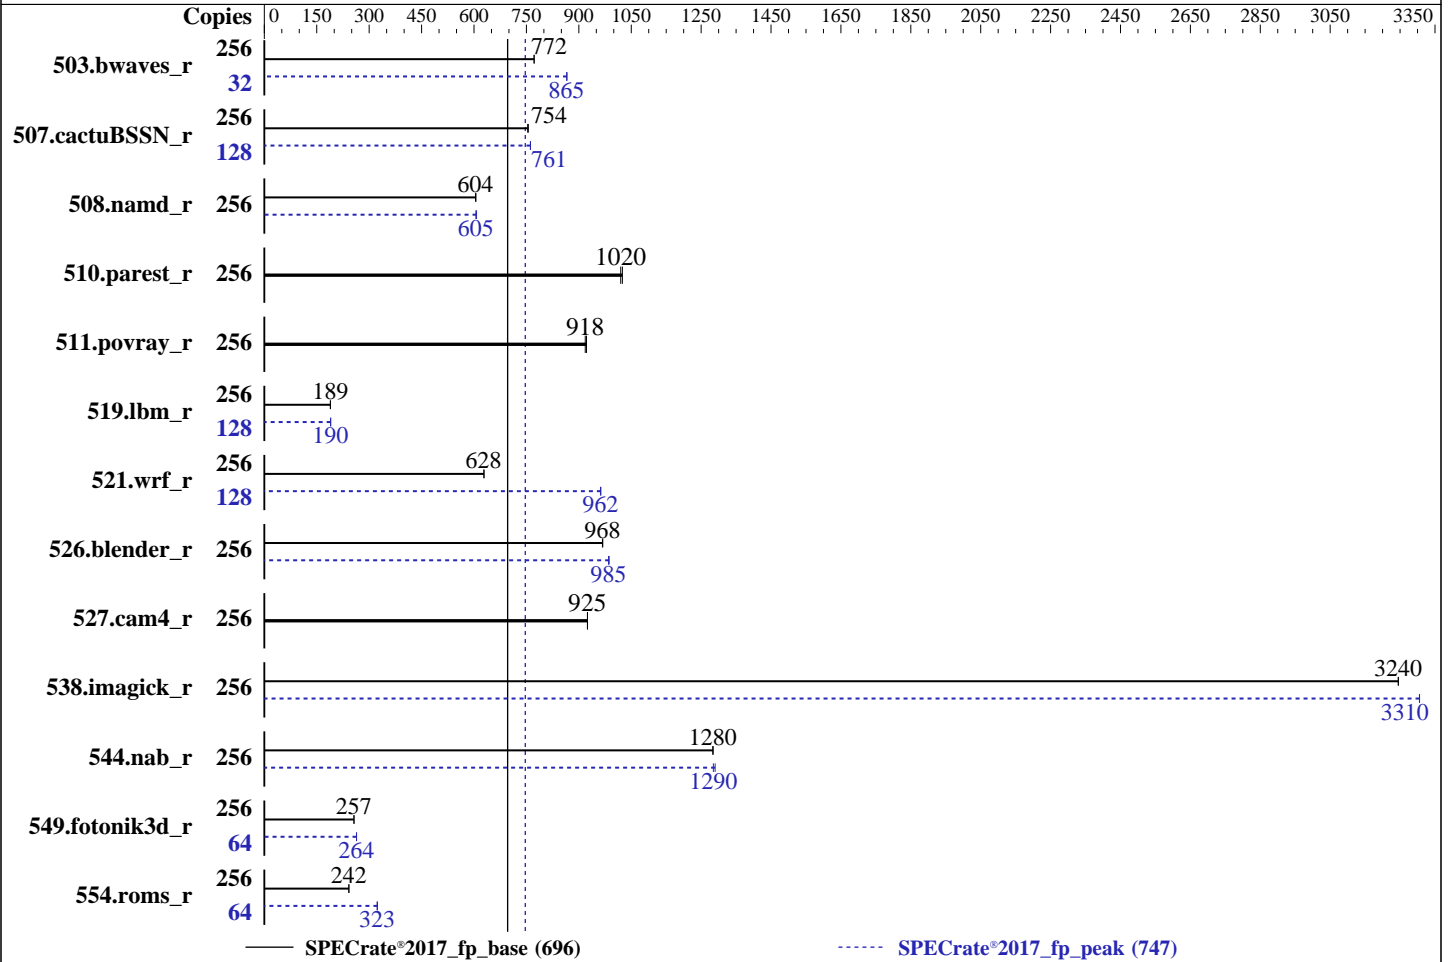 Copies 0 150 300 450 600 750 900 1050 1250 1450 1650 1850 2050 2250 2450 2650 2850 3050 3350
503.bwaves_r 256 772
32 865
507.cactuBSSN_r 256 754
128 761
508.namd_r 256 604
605
510.parest_r 256 1020
511.povray_r 256 918
519.lbm_r 256 189
128 190
521.wrf_r 256 628
128 962
526.blender_r 256 968
985
527.cam4_r 256 925
538.imagick_r 256 3240
3310
544.nab_r 256 1280
1290
549.fotonik3d_r 256 257
64 264
554.roms_r 256 242
64 323
SPECrate®2017_fp_base (696) SPECrate®2017_fp_peak (747)